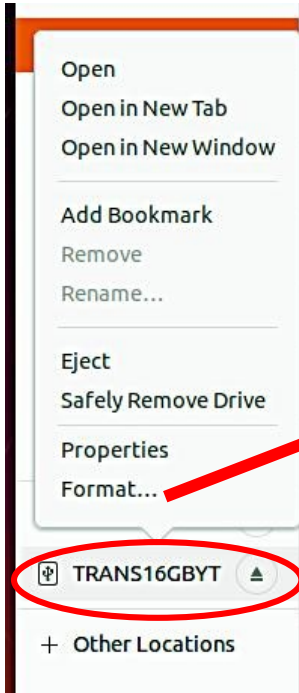 Open
Open in New Tab
Open in New Window
Add Bookmark
Remove
Rename...
Eject
Safely Remove Drive
Properties
Format...
TRANS16GBYT
+ Other Locations